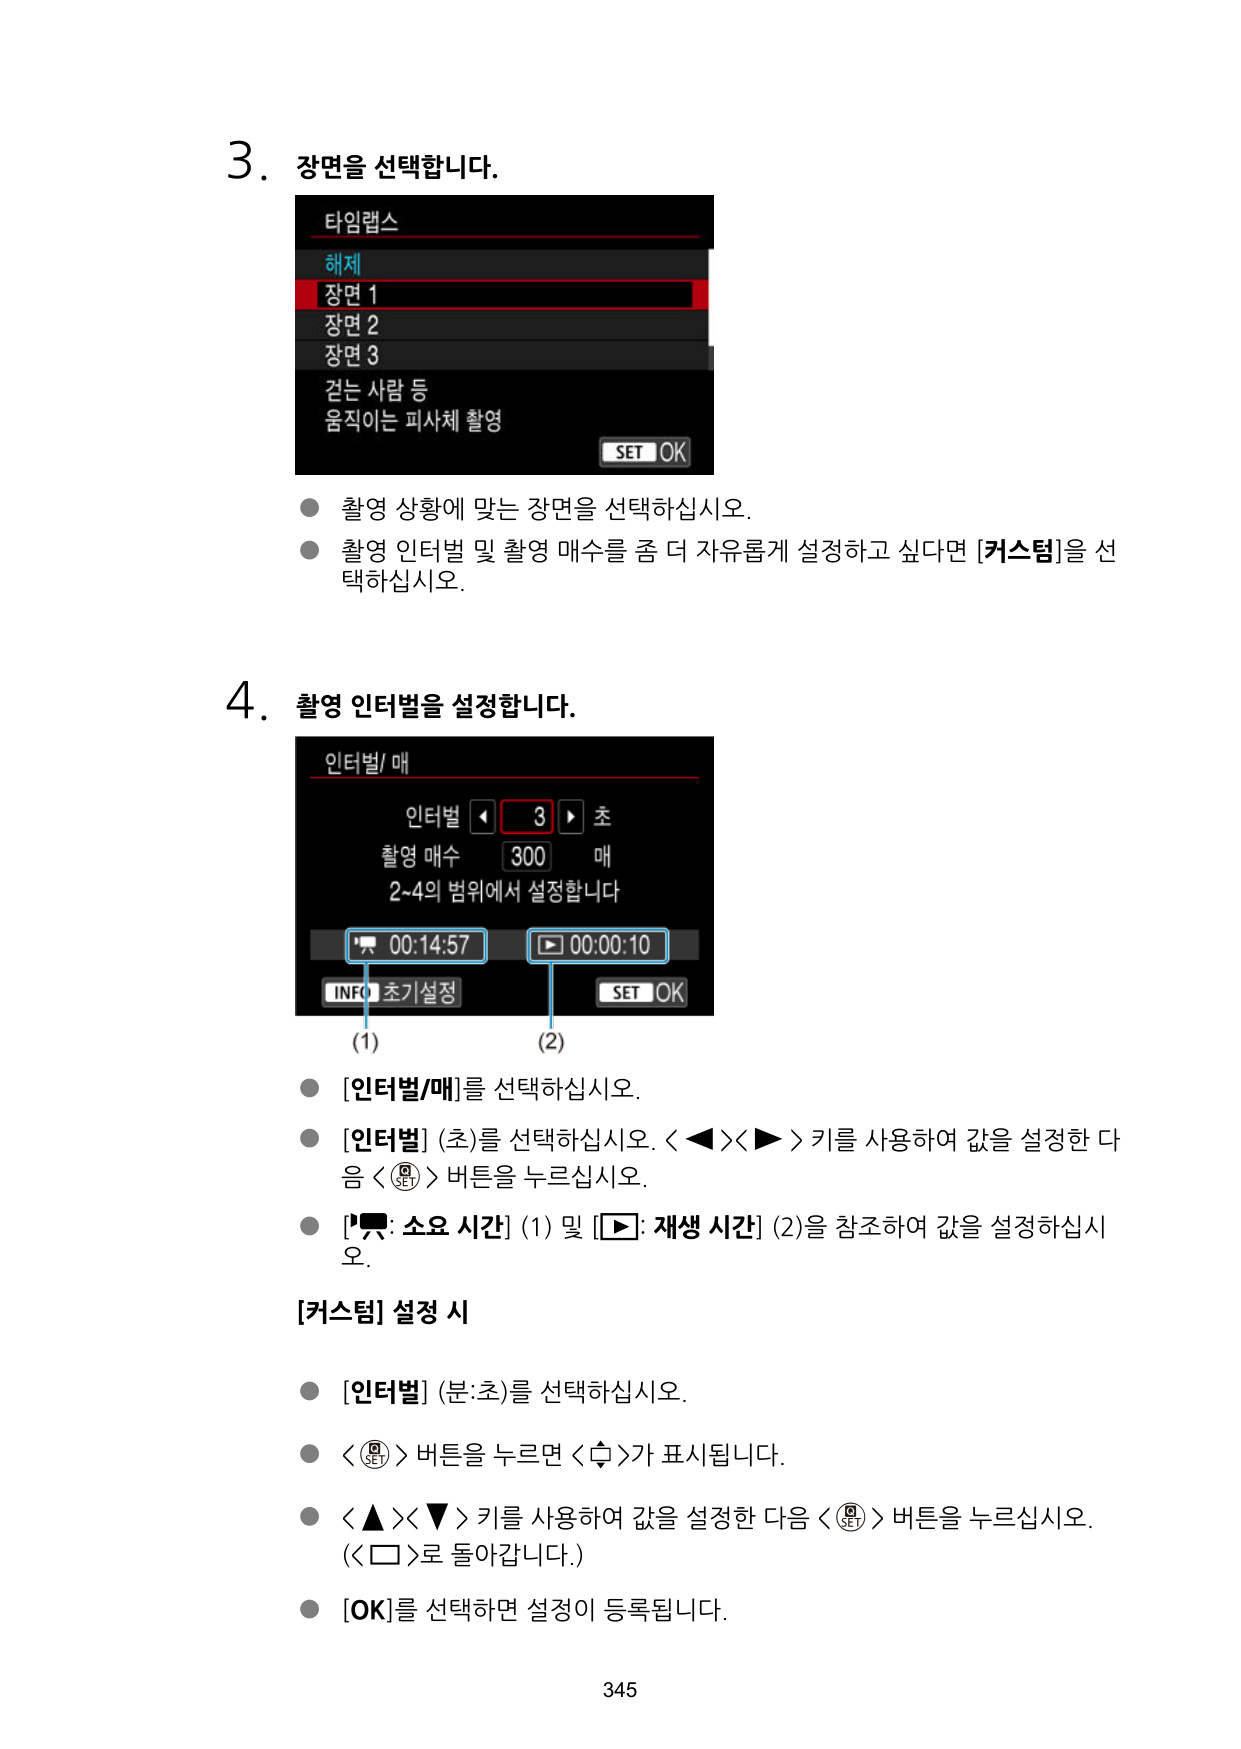 3. 장면을 선택합니다.
타임랩스
해제
장면 1
장면 2
장면 3
걷는 사람 등
움직이는 피사체 촬영
SET OK
● 촬영 상황에 맞는 장면을 선택하십시오.
● 촬영 인터벌 및 촬영 매수를 좀 더 자유롭게 설정하고 싶다면 [커스텀]을 선
택하십시오.
4. 촬영 인터벌을 설정합니다.
인터벌/ 매
인터벌 ◀ 3 ▶ 초
촬영 매수 300 매
2~4의 범위에서 설정합니다
00:14:57 00:00:10
INFO 초기설정 SET OK
(1) (2)
● [인터벌/매]를 선택하십시오.
● [인터벌] (초)를 선택하십시오. < ◀ >< ▶ > 키를 사용하여 값을 설정한 다
음 < Q SET > 버튼을 누르십시오.
● [: 소요 시간] (1) 및 [▶: 재생 시간] (2)을 참조하여 값을 설정하십시
오.
[커스텀] 설정 시
● [인터벌] (분:초)를 선택하십시오.
● < Q SET > 버튼을 누르면 < >가 표시됩니다.
● < ▲ >< ▼ > 키를 사용하여 값을 설정한 다음 < Q SET > 버튼을 누르십시오.
(< □ >로 돌아갑니다.)
● [OK]를 선택하면 설정이 등록됩니다.
345